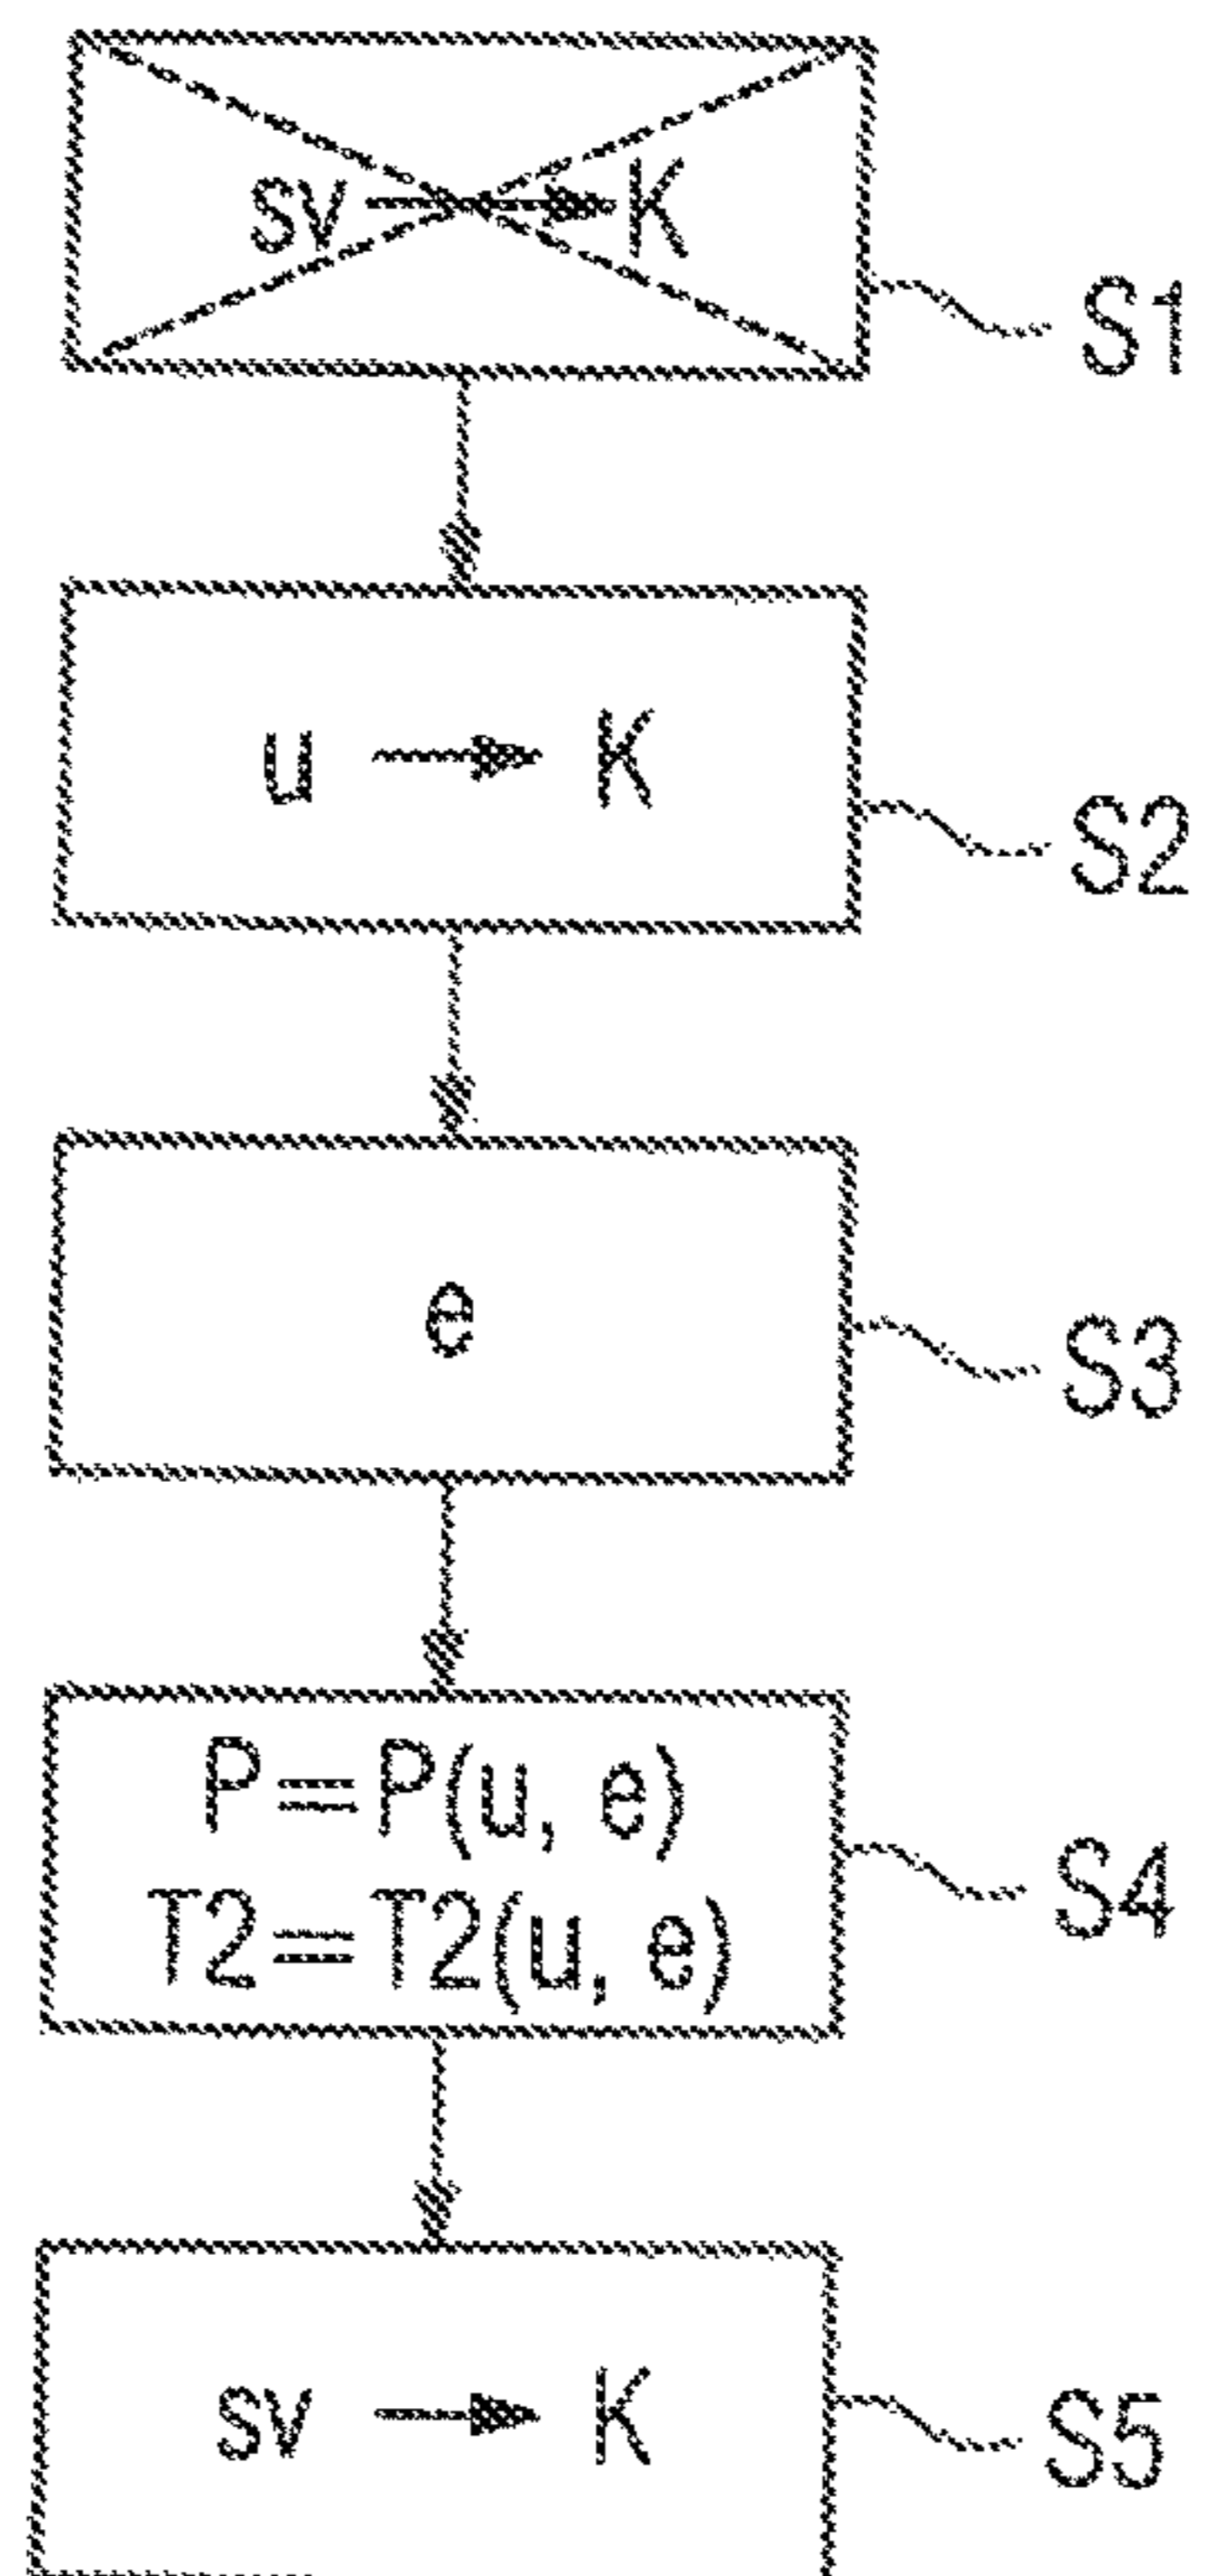 sv → K
S1
u → K
S2
e
S3
P=P(u, e)
T2=T2(u, e)
S4
sv → K
S5